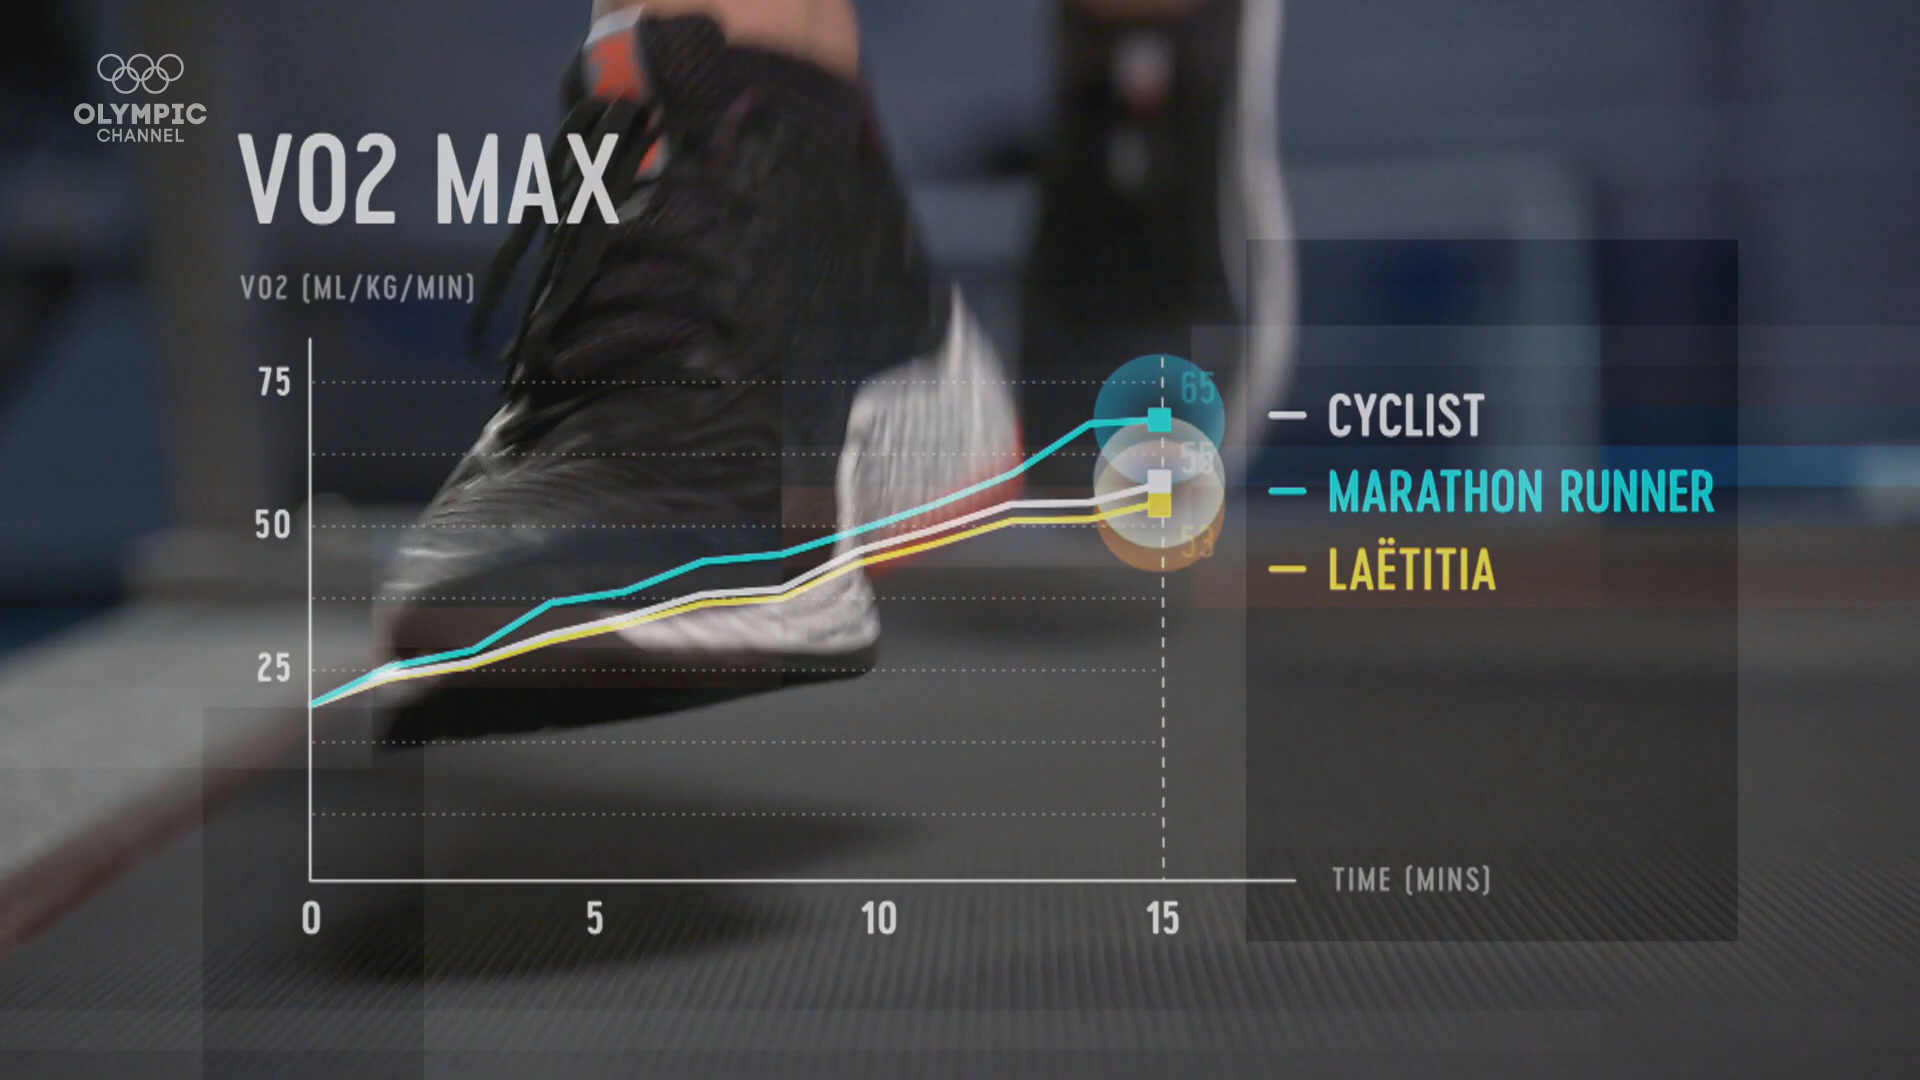 OLYMPIC
CHANNEL
VO2 MAX
VO2 (ML/KG/MIN)
75
50
25
65
53
CYCLIST
MARATHON RUNNER
LAËTITIA
TIME (MINS)
0 5 10 15